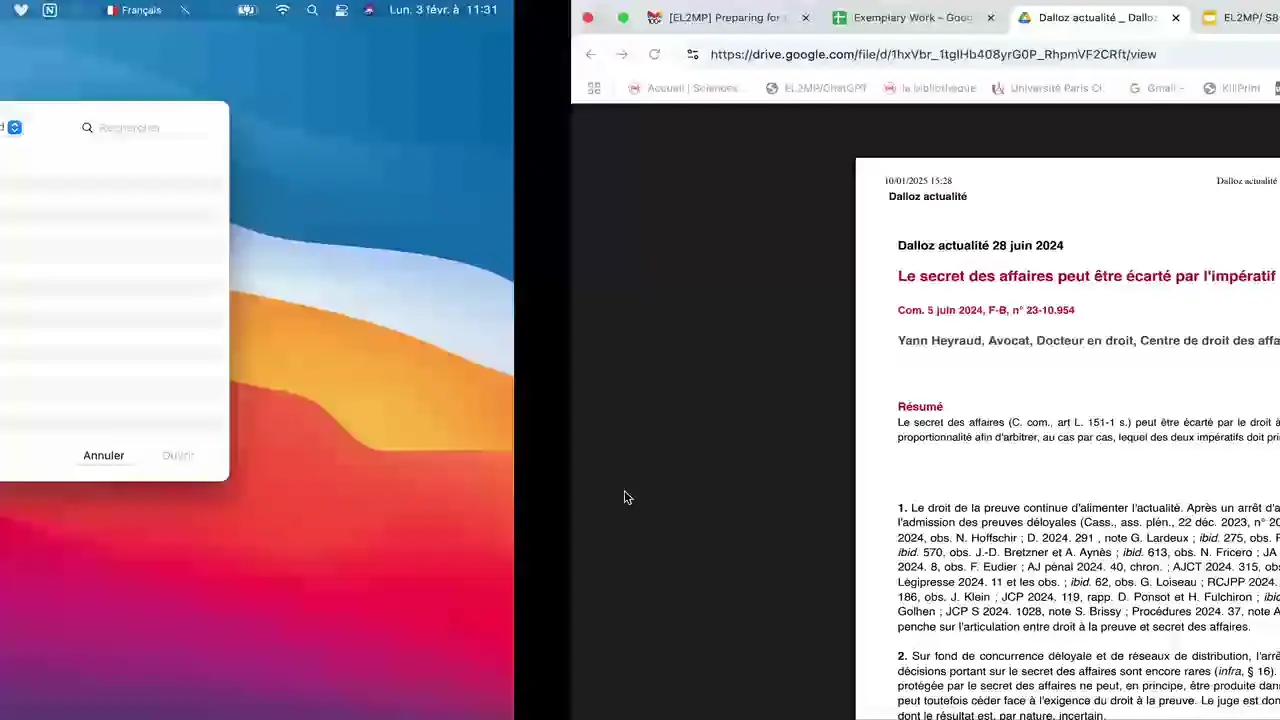 Français
Lun. 3 févr. à 11:31
Rechercher
Annuler
Ouvrir
[EL2MP] Preparing for
Exemplary Work – Goog
Dalloz actualité _ Dalloz
EL2MP/ S8
https://drive.google.com/file/d/1hxVbr_1tglHb408yrG0P_RhpmVF2CRft/view
Accueil | Sciences...
EL2MP/ChatGPT
la bibliothèque
Université Paris Ci...
Gmail –
KillPrint
10/01/2025 15:28
Dalloz actualité
Dalloz actualité
Dalloz actualité 28 juin 2024
Le secret des affaires peut être écarté par l'impératif
Com. 5 juin 2024, F-B, n° 23-10.954
Yann Heyraud, Avocat, Docteur en droit, Centre de droit des affa
Résumé
Le secret des affaires (C. com., art L. 151-1 s.) peut être écarté par le droit à
proportionnalité afin d'arbitrer, au cas par cas, lequel des deux impératifs doit pri
1. Le droit de la preuve continue d'alimenter l'actualité. Après un arrêt d'a
l'admission des preuves déloyales (Cass., ass. plén., 22 déc. 2023, n° 20
2024, obs. N. Hoffschir ; D. 2024. 291 , note G. Lardeux ; ibid. 275, obs. R
ibid. 570, obs. J.-D. Bretzner et A. Aynès ; ibid. 613, obs. N. Fricero ; JA
2024. 8, obs. F. Eudier ; AJ pénal 2024. 40, chron. ; AJCT 2024. 315, obs
Légipresse 2024. 11 et les obs. ; ibid. 62, obs. G. Loiseau ; RCJPP 2024.
186, obs. J. Klein ; JCP 2024. 119, rapp. D. Ponsot et H. Fulchiron ; ibid
Golhen ; JCP S 2024. 1028, note S. Brissy ; Procédures 2024. 37, note A
penche sur l'articulation entre droit à la preuve et secret des affaires.
2. Sur fond de concurrence déloyale et de réseaux de distribution, l'arrê
décisions portant sur le secret des affaires sont encore rares (infra, § 16).
protégée par le secret des affaires ne peut, en principe, être produite dans
peut toutefois céder face à l'exigence du droit à la preuve. Le juge est don
dont le résultat est, par nature, incertain.